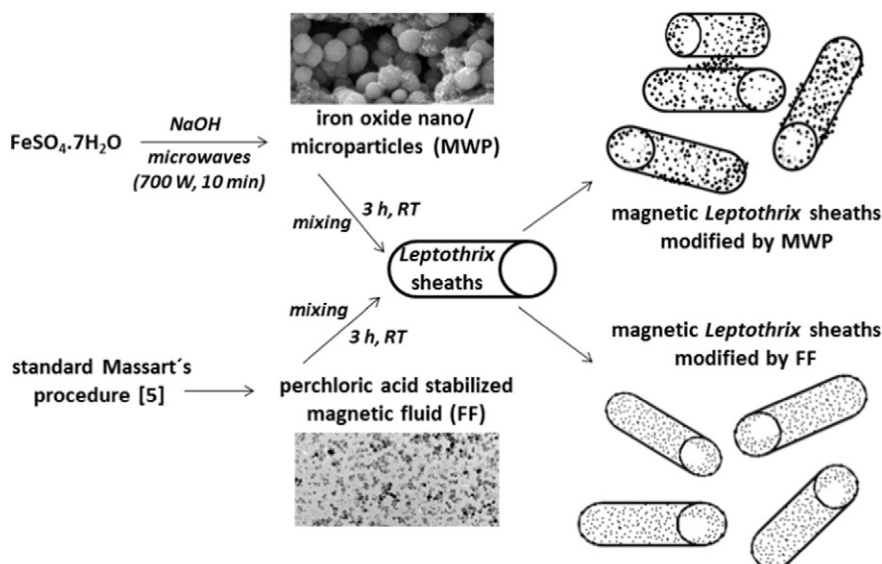 FeSO₄.7H₂O
NaOH
microwaves
(700 W, 10 min)
iron oxide nano/
microparticles (MWP)
mixing
3 h, RT
Leptothrix
sheaths
magnetic Leptothrix sheaths
modified by MWP
standard Massart´s
procedure [5]
perchloric acid stabilized
magnetic fluid (FF)
mixing
3 h, RT
magnetic Leptothrix sheaths
modified by FF